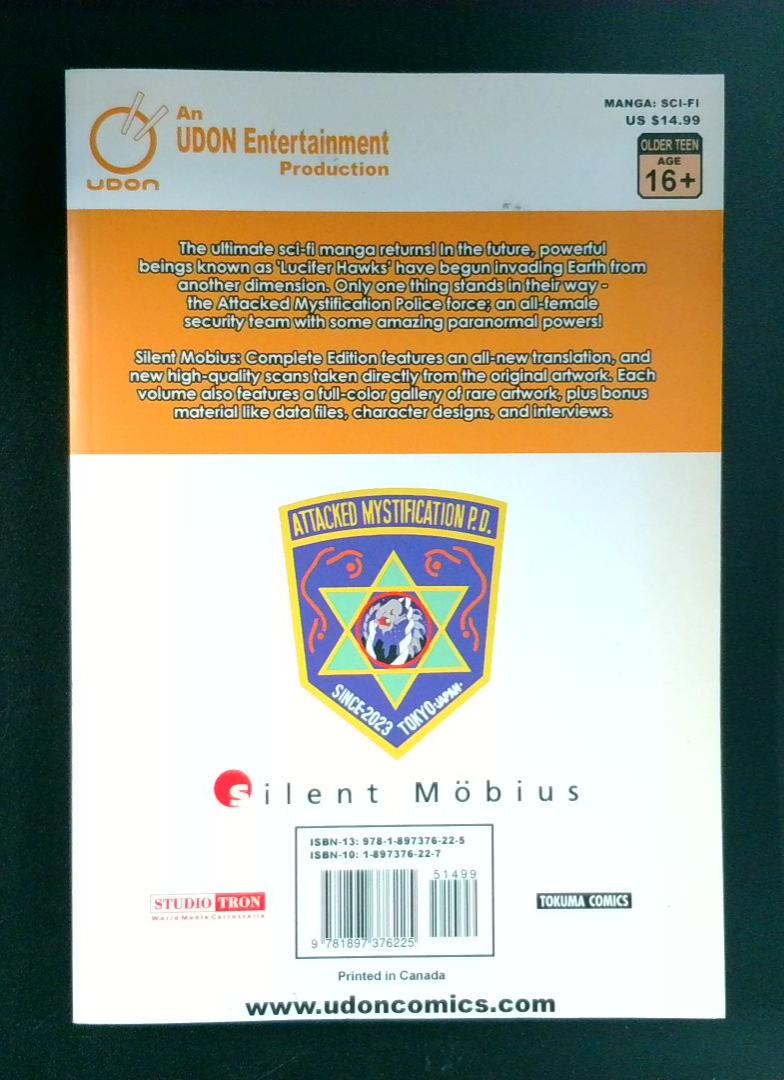 An
UDON Entertainment
Production
UDON
MANGA: SCI-FI
US $14.99
OLDER TEEN
AGE
16+
The ultimate sci-fi manga returns! In the future, powerful
beings known as 'Lucifer Hawks' have begun invading Earth from
another dimension. Only one thing stands in their way -
the Attacked Mystification Police force; an all-female
security team with some amazing paranormal powers!
Silent Mobius: Complete Edition features an all-new translation, and
new high-quality scans taken directly from the original artwork. Each
volume also features a full-color gallery of rare artwork, plus bonus
material like data files, character designs, and interviews.
ATTACKED MYSTIFICATION P.D.
SINCE-2023 TOKYO-JAPAN-
Silent Möbius
ISBN-13: 978-1-897376-22-5
ISBN-10: 1-897376-22-7
51499
9 781897 376225
STUDIO TRON
World Media Carrossella
TOKUMA COMICS
Printed in Canada
www.udoncomics.com